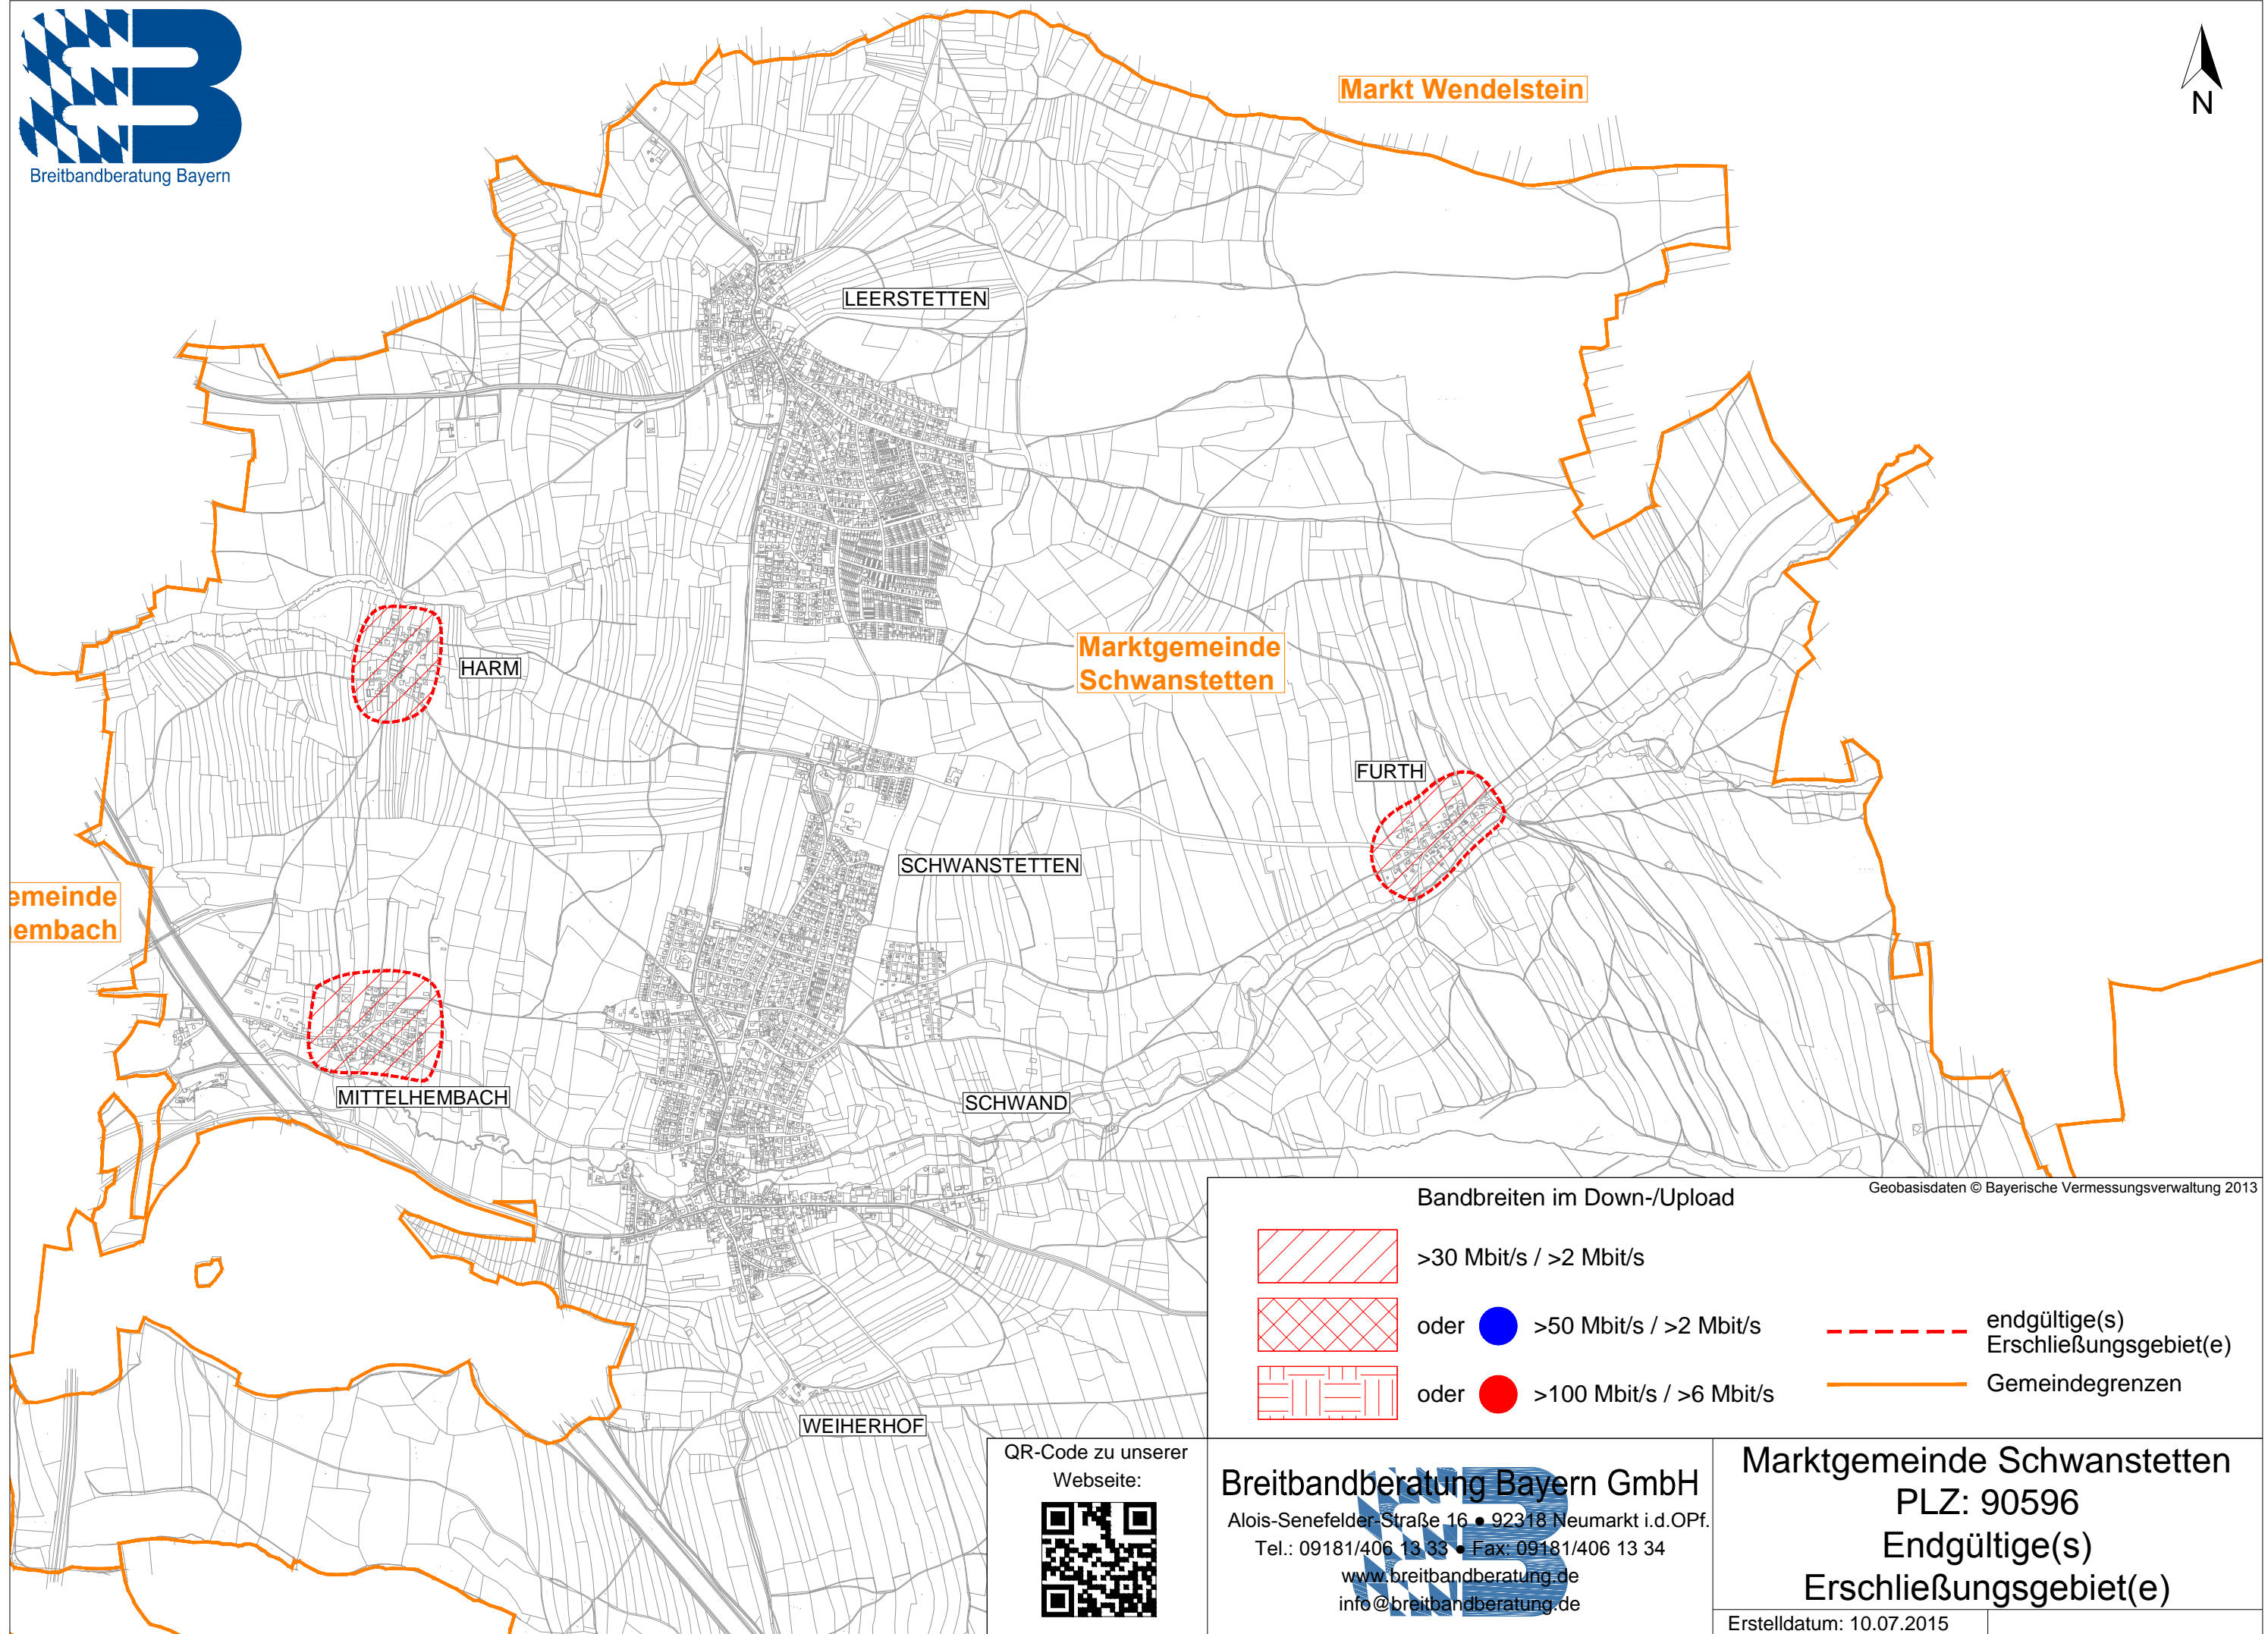 Breitbandberatung Bayern
Markt Wendelstein
N
LEERSTETTEN
HARM
Marktgemeinde
Schwanstetten
FURTH
SCHWANSTETTEN
emeinde
embach
MITTELHEMBACH
SCHWAND
WEIHERHOF
Geobasisdaten © Bayerische Vermessungsverwaltung 2013
Bandbreiten im Down-/Upload
>30 Mbit/s / >2 Mbit/s
oder >50 Mbit/s / >2 Mbit/s
oder >100 Mbit/s / >6 Mbit/s
endgültige(s)
Erschließungsgebiet(e)
Gemeindegrenzen
QR-Code zu unserer
Webseite:
Breitbandberatung Bayern GmbH
Alois-Senefelder-Straße 16 ● 92318 Neumarkt i.d.OPf.
Tel.: 09181/406 13 33 ● Fax: 09181/406 13 34
www.breitbandberatung.de
info@breitbandberatung.de
Marktgemeinde Schwanstetten
PLZ: 90596
Endgültige(s)
Erschließungsgebiet(e)
Erstelldatum: 10.07.2015